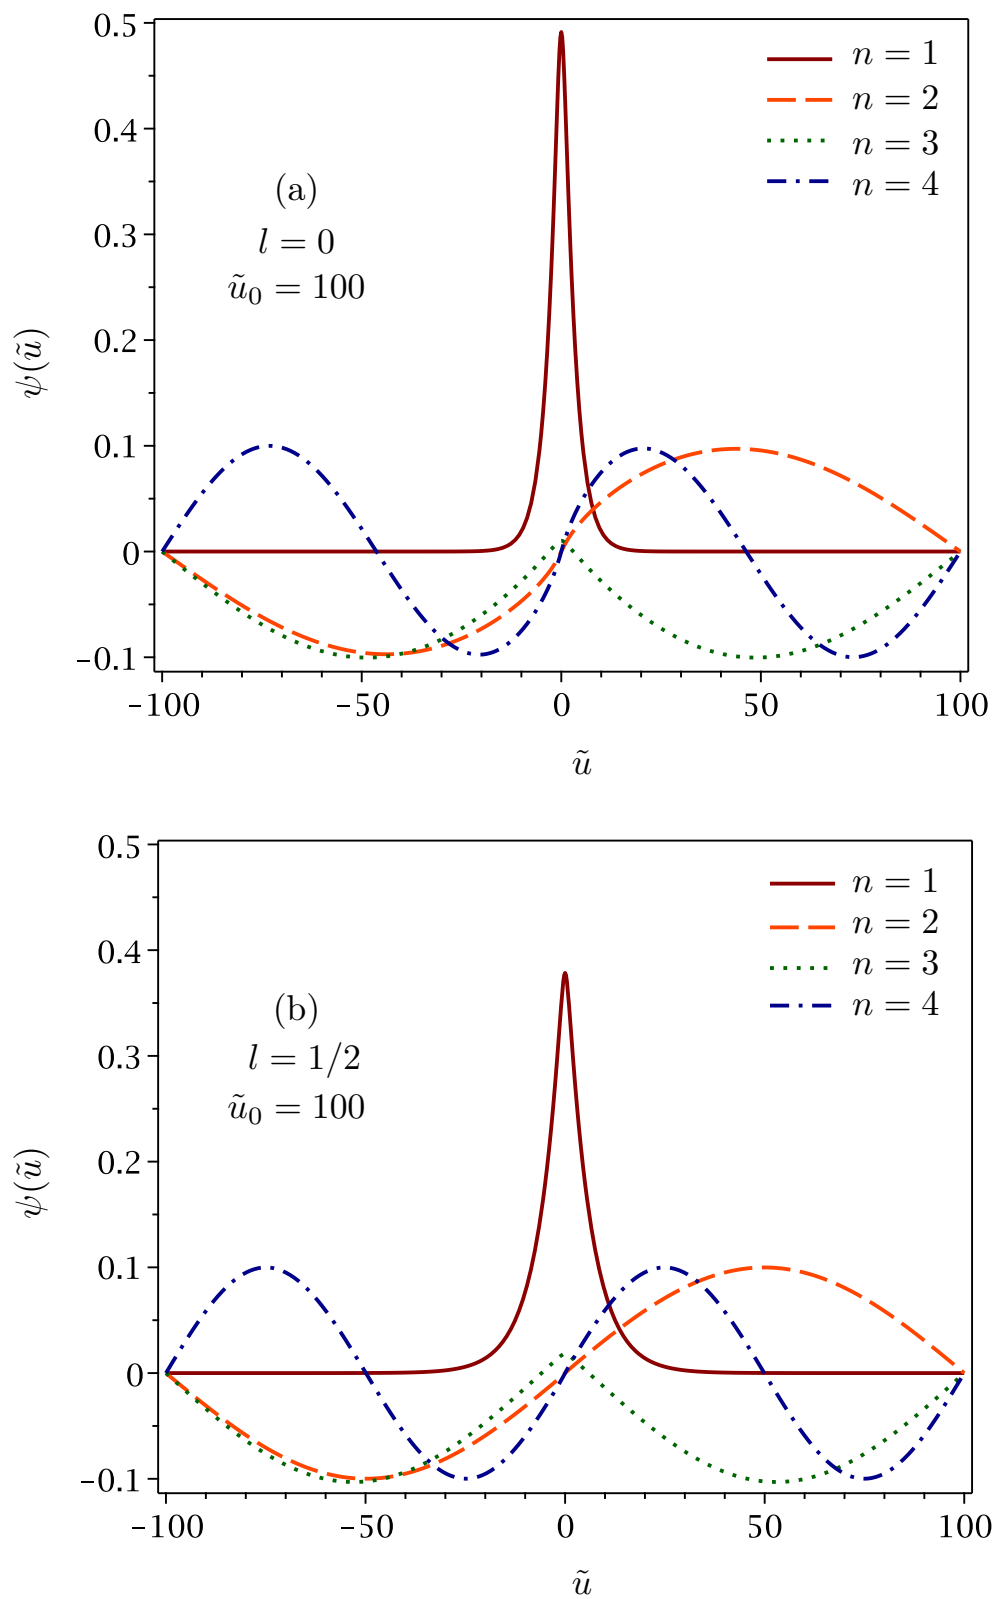 0.5
0.4
0.3
0.2
0.1
0
−0.1
ψ(ũ)
(a)
l = 0
ũ₀ = 100
n = 1
n = 2
n = 3
n = 4
−100 −50 0 50 100
ũ
0.5
0.4
0.3
0.2
0.1
0
−0.1
ψ(ũ)
(b)
l = 1/2
ũ₀ = 100
n = 1
n = 2
n = 3
n = 4
−100 −50 0 50 100
ũ